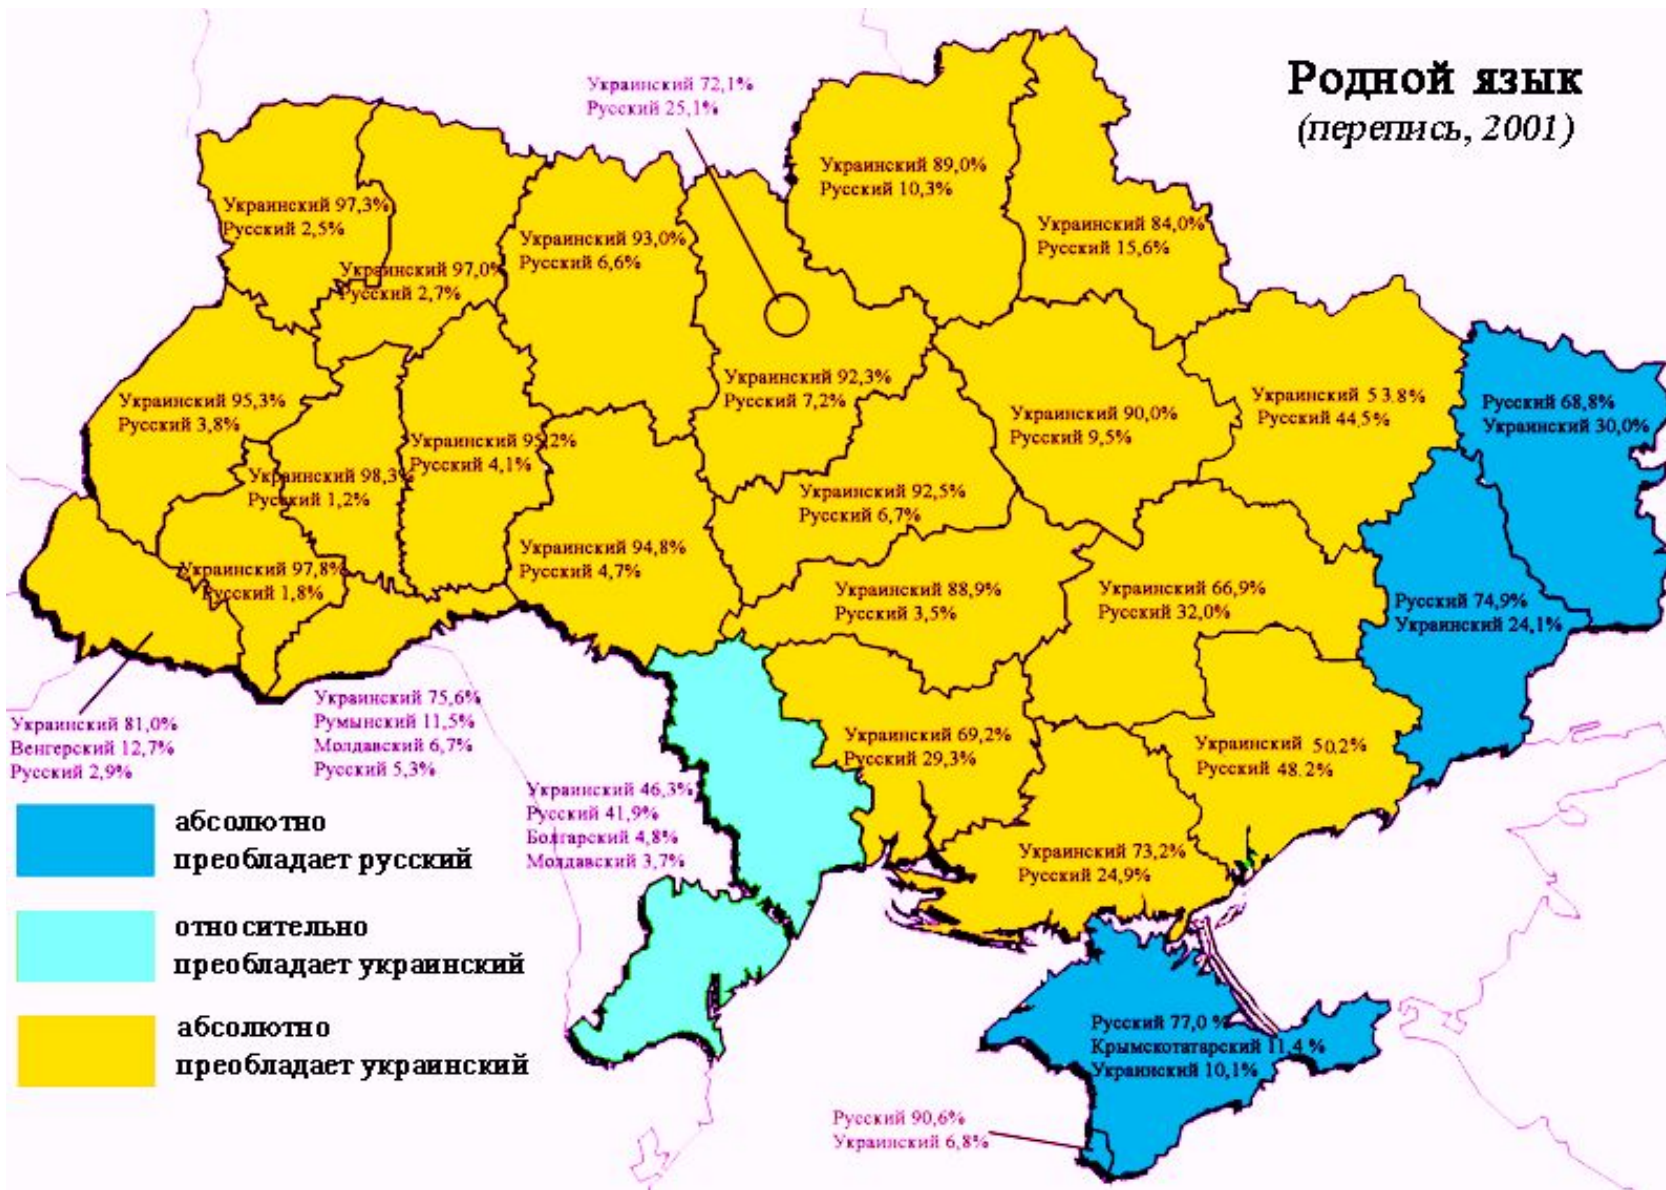 Родной язык
(перепись, 2001)
Украинский 72,1%
Русский 25,1%
Украинский 89,0%
Русский 10,3%
Украинский 97,3%
Русский 2,5%
Украинский 84,0%
Русский 15,6%
Украинский 93,0%
Русский 6,6%
Украинский 97,0%
Русский 2,7%
Украинский 92,3%
Русский 7,2%
Украинский 95,3%
Русский 3,8%
Украинский 53.8%
Русский 44,5%
Русский 68,8%
Украинский 30,0%
Украинский 90,0%
Русский 9,5%
Украинский 95,2%
Русский 4,1%
Украинский 98,3%
Русский 1,2%
Украинский 92,5%
Русский 6,7%
Украинский 94,8%
Русский 4,7%
Украинский 97,8%
Русский 1,8%
Украинский 88,9%
Русский 3,5%
Украинский 66,9%
Русский 32,0%
Русский 74,9%
Украинский 24,1%
Украинский 81,0%
Венгерский 12,7%
Русский 2,9%
Украинский 75,6%
Румынский 11,5%
Молдавский 6,7%
Русский 5,3%
Украинский 69,2%
Русский 29,3%
Украинский 50,2%
Русский 48.2%
Украинский 46,3%
Русский 41,9%
Болгарский 4,8%
Молдавский 3,7%
Украинский 73,2%
Русский 24,9%
абсолютно
преобладает русский
относительно
преобладает украинский
абсолютно
преобладает украинский
Русский 77,0 %
Крымскотатарский 11,4 %
Украинский 10,1%
Русский 90,6%
Украинский 6,8%